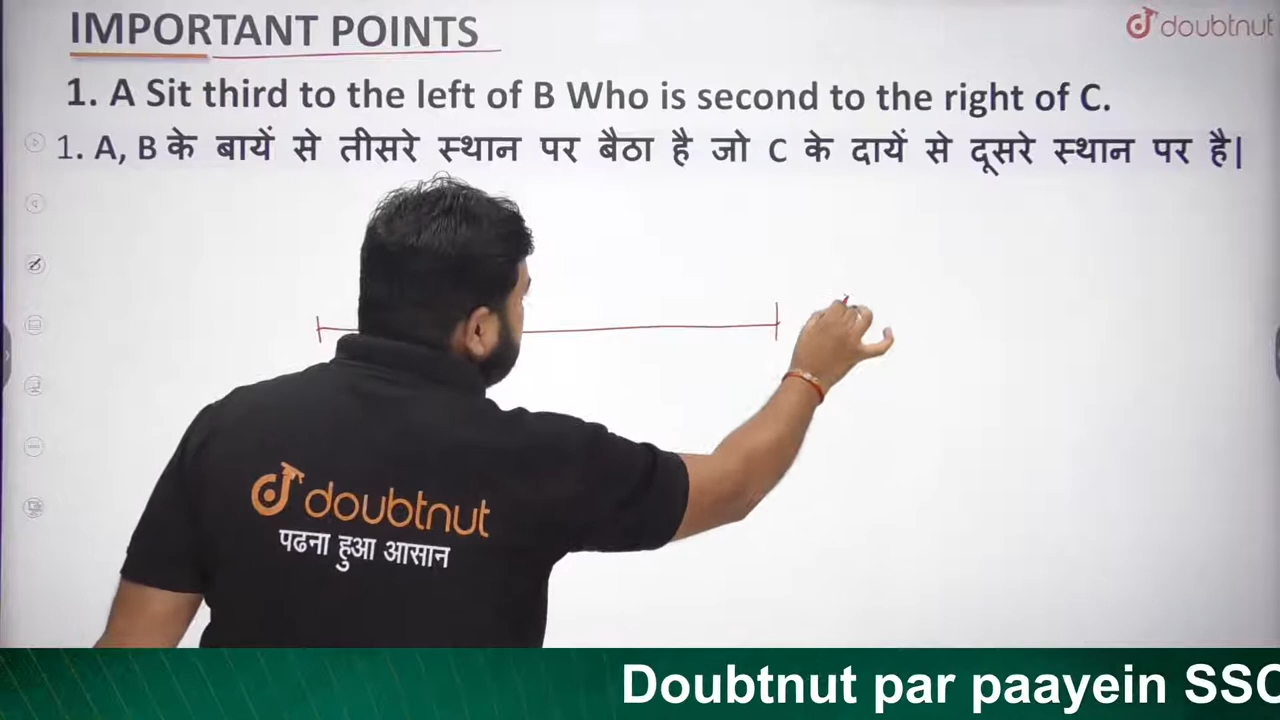 IMPORTANT POINTS
doubtnut
1. A Sit third to the left of B Who is second to the right of C.
1. A, B के बायें से तीसरे स्थान पर बैठा है जो C के दायें से दूसरे स्थान पर है|
doubtnut
पढना हुआ आसान
Doubtnut par paayein SSC